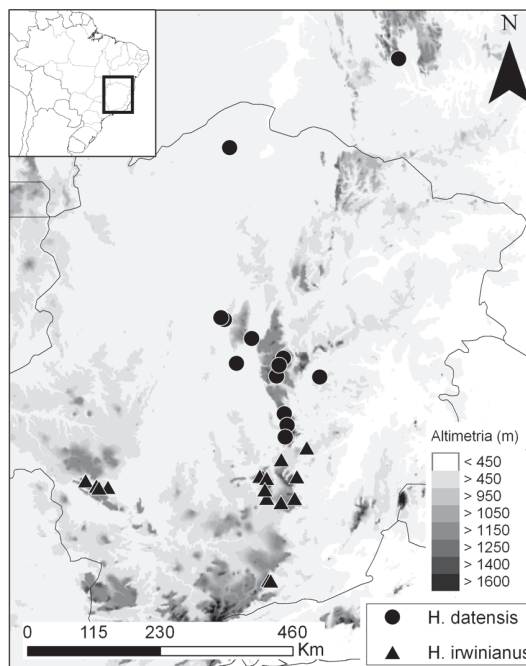 N
Altimetria (m)
< 450
> 450
> 950
> 1050
> 1150
> 1250
> 1400
> 1600
0 115 230 460
Km
H. datensis
H. irwinianus